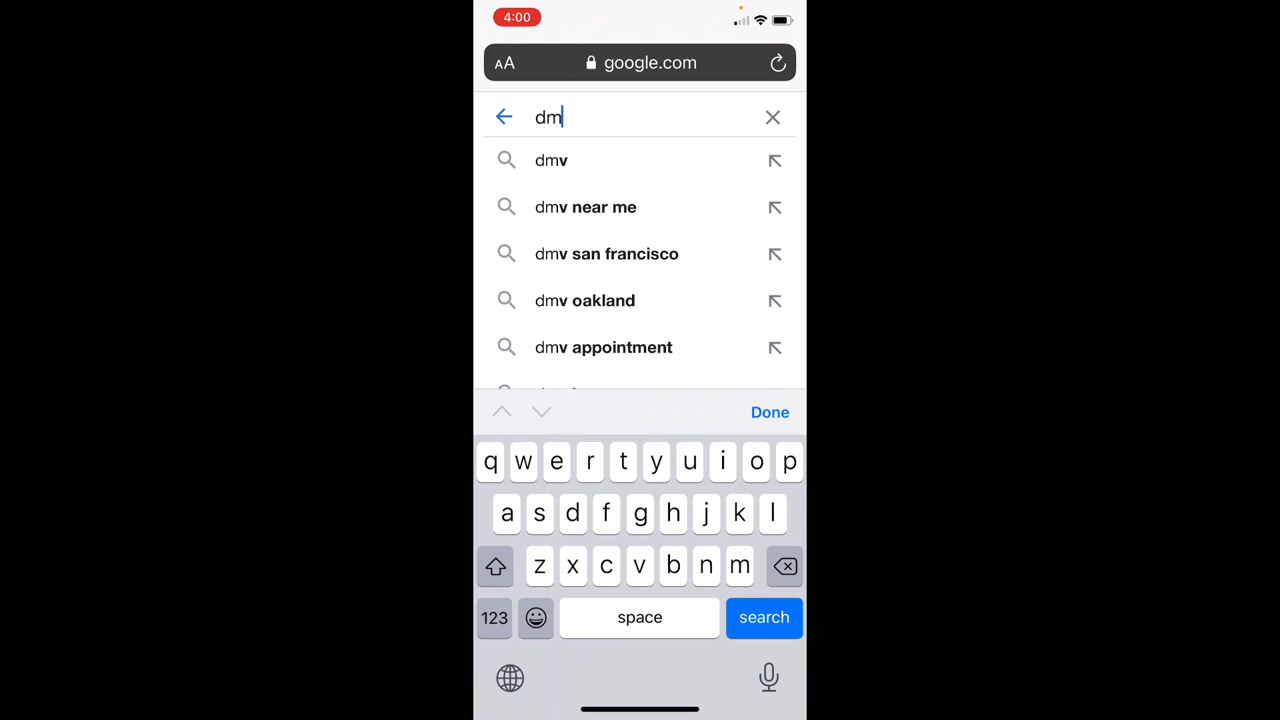 4:00
AA google.com
dm
dmv
dmv near me
dmv san francisco
dmv oakland
dmv appointment
Done
q w e r t y u i o p
a s d f g h j k l
z x c v b n m
123 space search